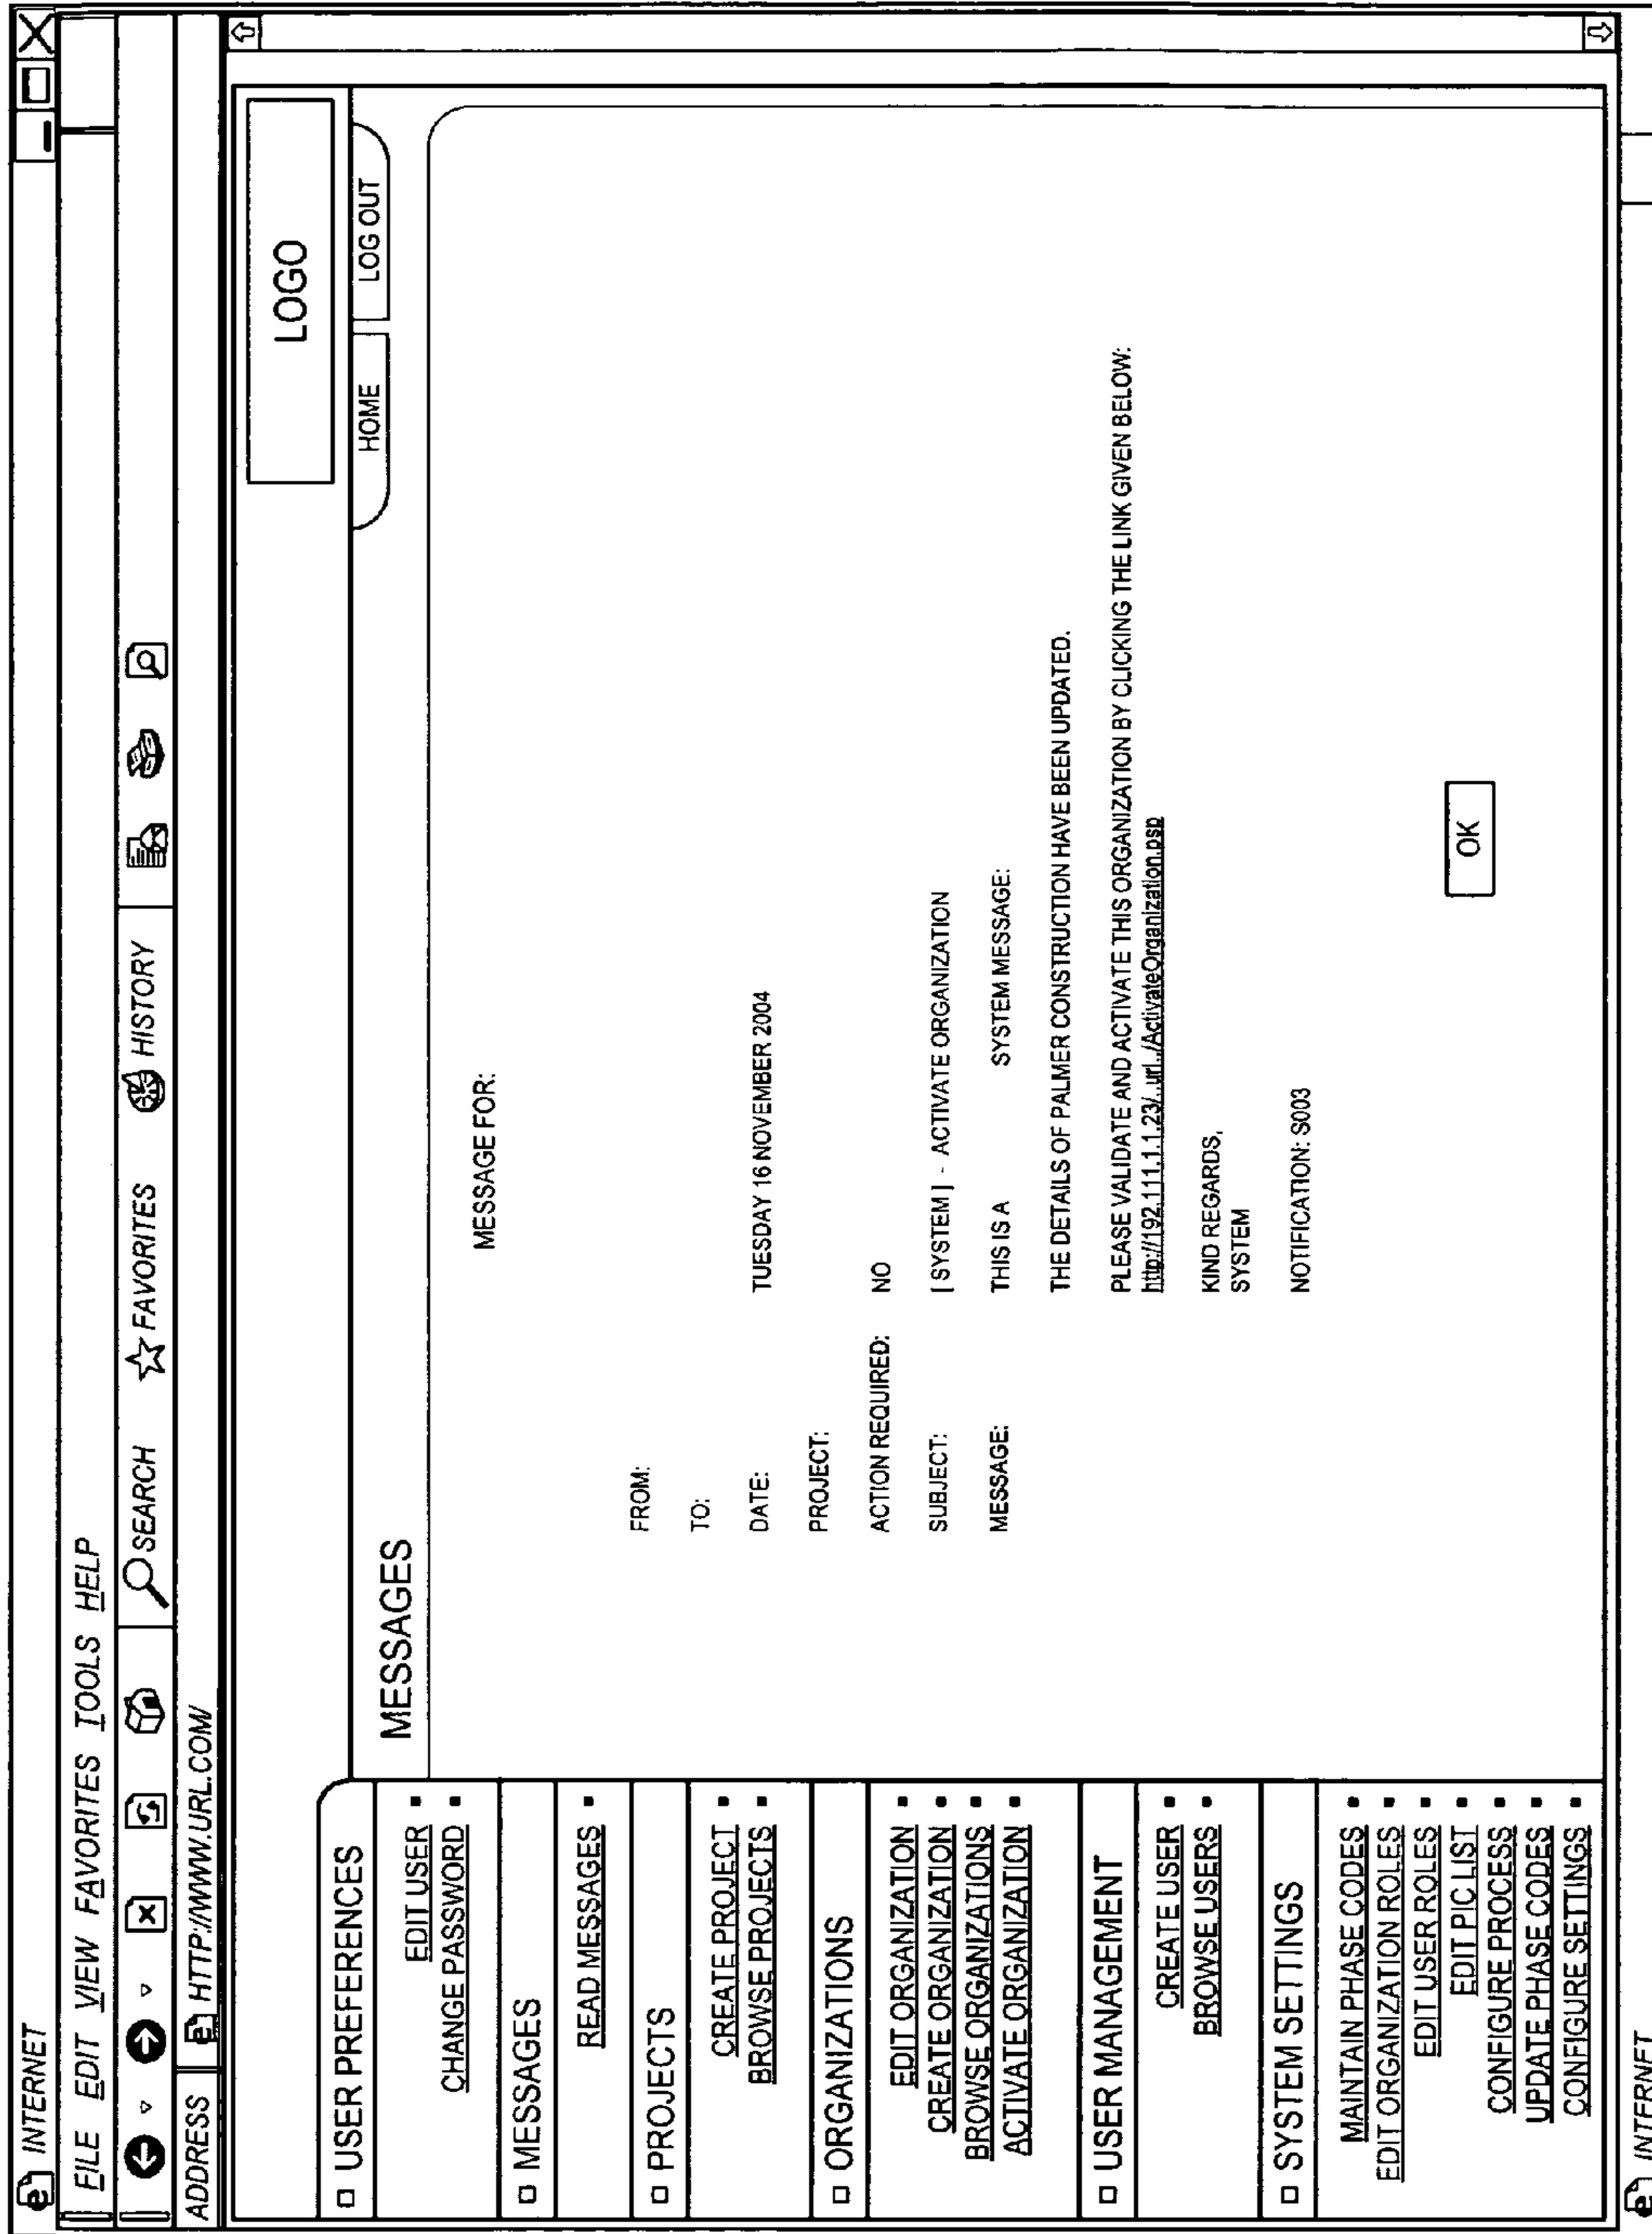 INTERNET
FILE EDIT VIEW FAVORITES TOOLS HELP
SEARCH FAVORITES HISTORY
ADDRESS HTTP://WWW.URL.COM/
LOGO
HOME LOG OUT
USER PREFERENCES
EDIT USER
CHANGE PASSWORD
MESSAGES
READ MESSAGES
PROJECTS
CREATE PROJECT
BROWSE PROJECTS
ORGANIZATIONS
EDIT ORGANIZATION
CREATE ORGANIZATION
BROWSE ORGANIZATIONS
ACTIVATE ORGANIZATION
USER MANAGEMENT
CREATE USER
BROWSE USERS
SYSTEM SETTINGS
MAINTAIN PHASE CODES
EDIT ORGANIZATION ROLES
EDIT USER ROLES
EDIT PIC LIST
CONFIGURE PROCESS
UPDATE PHASE CODES
CONFIGURE SETTINGS
MESSAGES
MESSAGE FOR:
FROM:
TO:
DATE: TUESDAY 16 NOVEMBER 2004
PROJECT:
ACTION REQUIRED: NO
SUBJECT: [SYSTEM] - ACTIVATE ORGANIZATION
MESSAGE: THIS IS A SYSTEM MESSAGE:
THE DETAILS OF PALMER CONSTRUCTION HAVE BEEN UPDATED.
PLEASE VALIDATE AND ACTIVATE THIS ORGANIZATION BY CLICKING THE LINK GIVEN BELOW:
http://192.111.1.1.23/..url../ActivateOrganization.psp
KIND REGARDS,
SYSTEM
NOTIFICATION: S003
OK
INTERNET